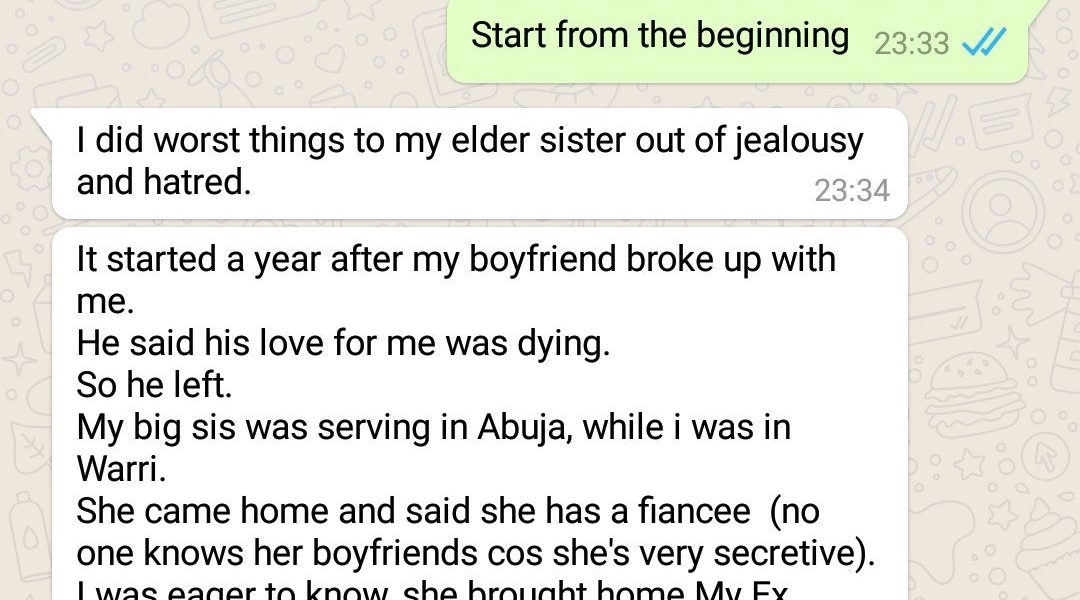 Start from the beginning 23:33
I did worst things to my elder sister out of jealousy
and hatred.
23:34
It started a year after my boyfriend broke up with
me.
He said his love for me was dying.
So he left.
My big sis was serving in Abuja, while i was in
Warri.
She came home and said she has a fiancee (no
one knows her boyfriends cos she's very secretive).
I was eager to know, she brought home My Ex